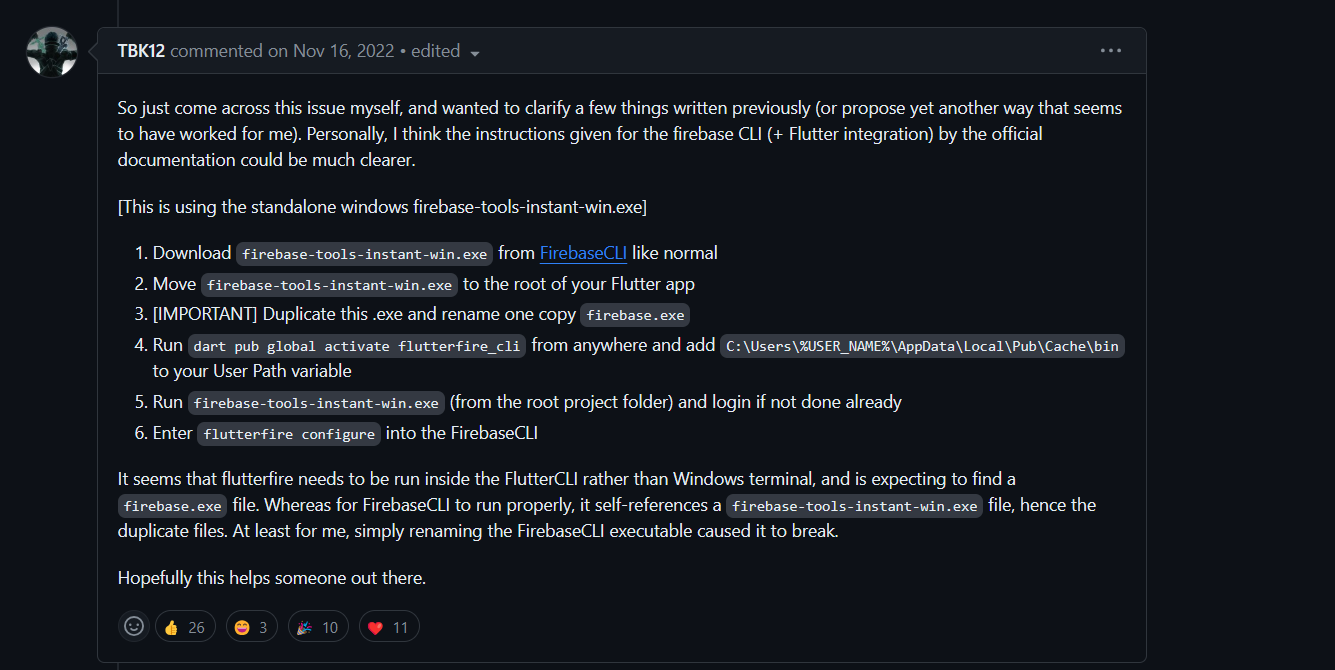 TBK12 commented on Nov 16, 2022 • edited
So just come across this issue myself, and wanted to clarify a few things written previously (or propose yet another way that seems
to have worked for me). Personally, I think the instructions given for the firebase CLI (+ Flutter integration) by the official
documentation could be much clearer.
[This is using the standalone windows firebase-tools-instant-win.exe]
1. Download firebase-tools-instant-win.exe from FirebaseCLI like normal
2. Move firebase-tools-instant-win.exe to the root of your Flutter app
3. [IMPORTANT] Duplicate this .exe and rename one copy firebase.exe
4. Run dart pub global activate flutterfire_cli from anywhere and add C:\Users\%USER_NAME%\AppData\Local\Pub\Cache\bin
to your User Path variable
5. Run firebase-tools-instant-win.exe (from the root project folder) and login if not done already
6. Enter flutterfire configure into the FirebaseCLI
It seems that flutterfire needs to be run inside the FlutterCLI rather than Windows terminal, and is expecting to find a
firebase.exe file. Whereas for FirebaseCLI to run properly, it self-references a firebase-tools-instant-win.exe file, hence the
duplicate files. At least for me, simply renaming the FirebaseCLI executable caused it to break.
Hopefully this helps someone out there.
👍 26 😄 3 🎉 10 ❤️ 11